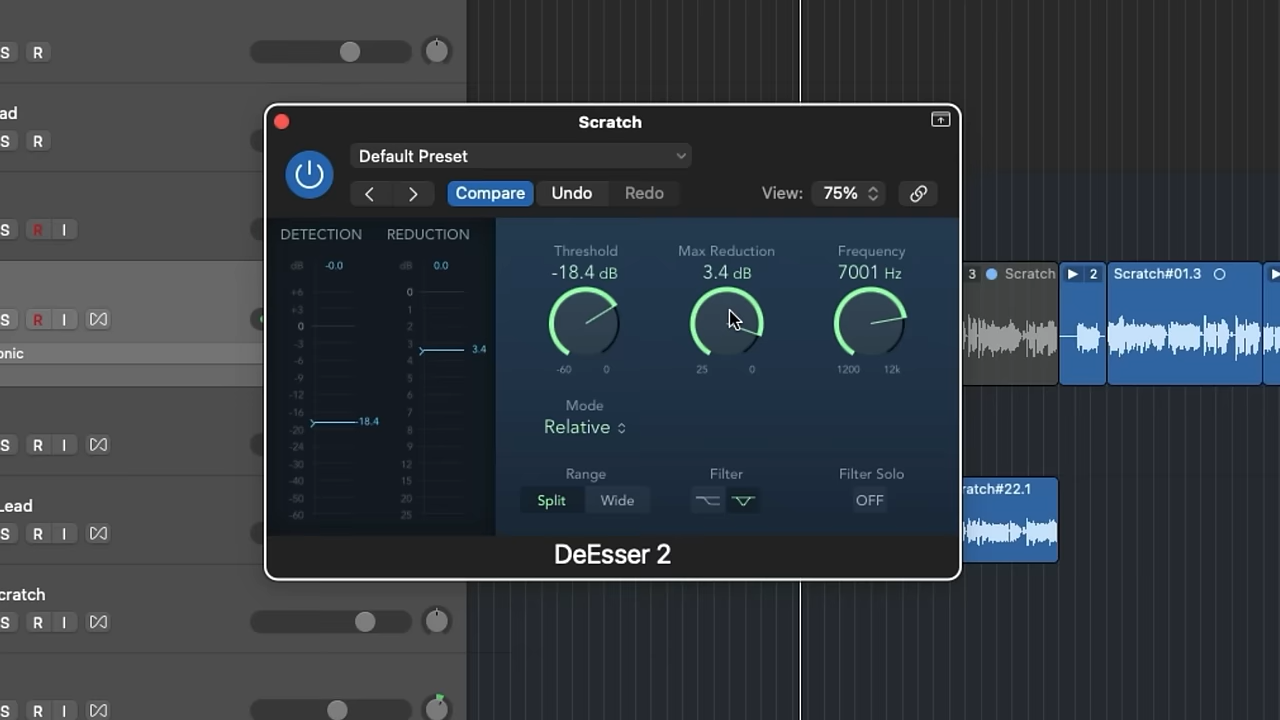 S R
ad
S R
S R I
S R I
onic
S R I
Lead
S R I
cratch
S R I
S R I
Scratch
Default Preset
Compare Undo Redo View: 75%
DETECTION REDUCTION
dB -0.0 dB 0.0
+6
+3
0
-3
-6
-9
-12
-16
-20
-24
-30
-40
-50
-60
-18.4
0
1
2
3
4
5
6
7
8
9
12
15
20
25
3.4
Threshold Max Reduction Frequency
-18.4 dB 3.4 dB 7001 Hz
-60 0 25 0 1200 12k
Mode
Relative
Range Filter Filter Solo
Split Wide OFF
DeEsser 2
3 Scratch 2 Scratch#01.3
ratch#22.1